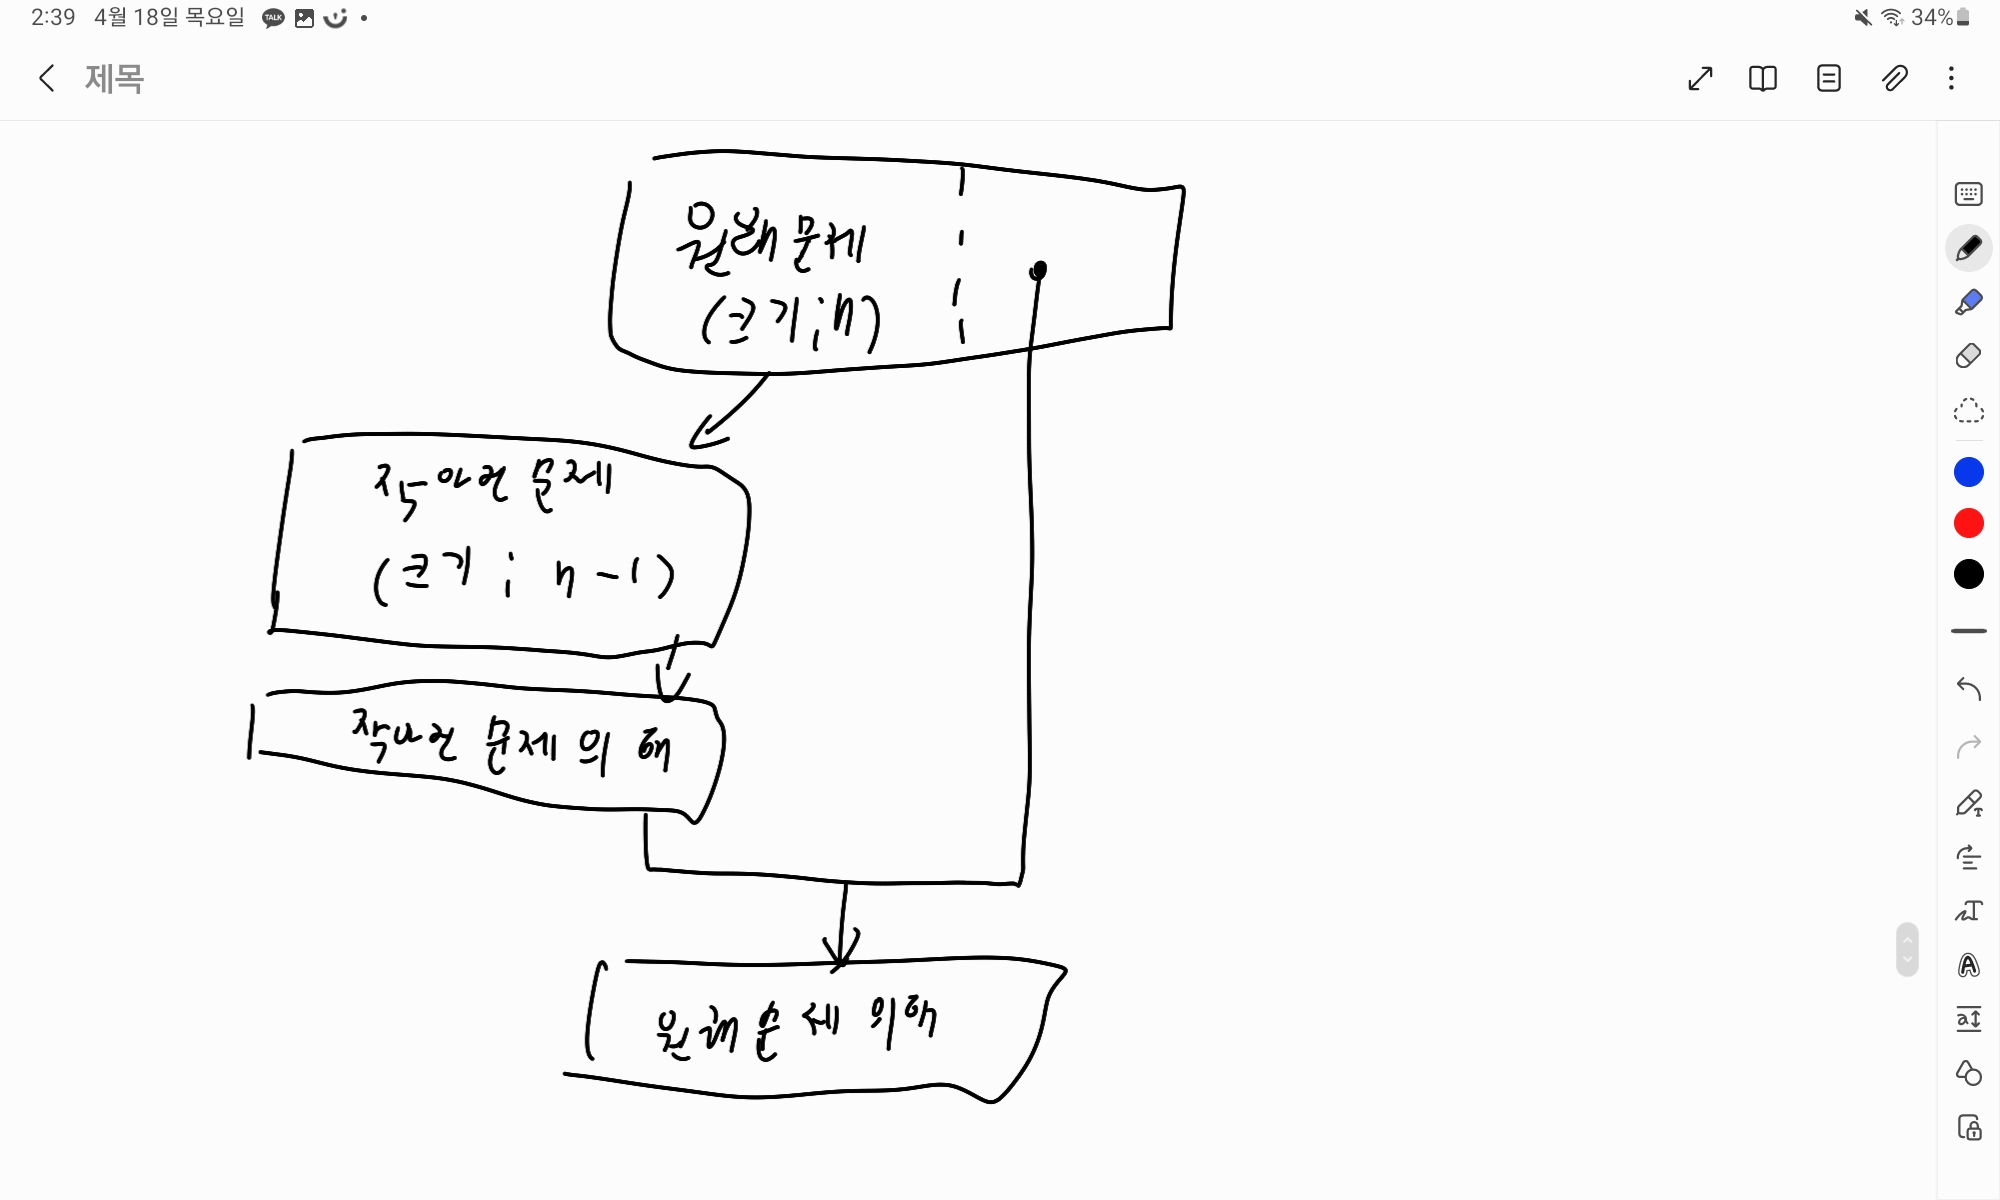 2:39 4월 18일 목요일 TALK 34%
제목
원래 문제
(크기 ; n)
작아진 문제
(크기 ; n-1)
작아진 문제의 해
원래 문제의 해